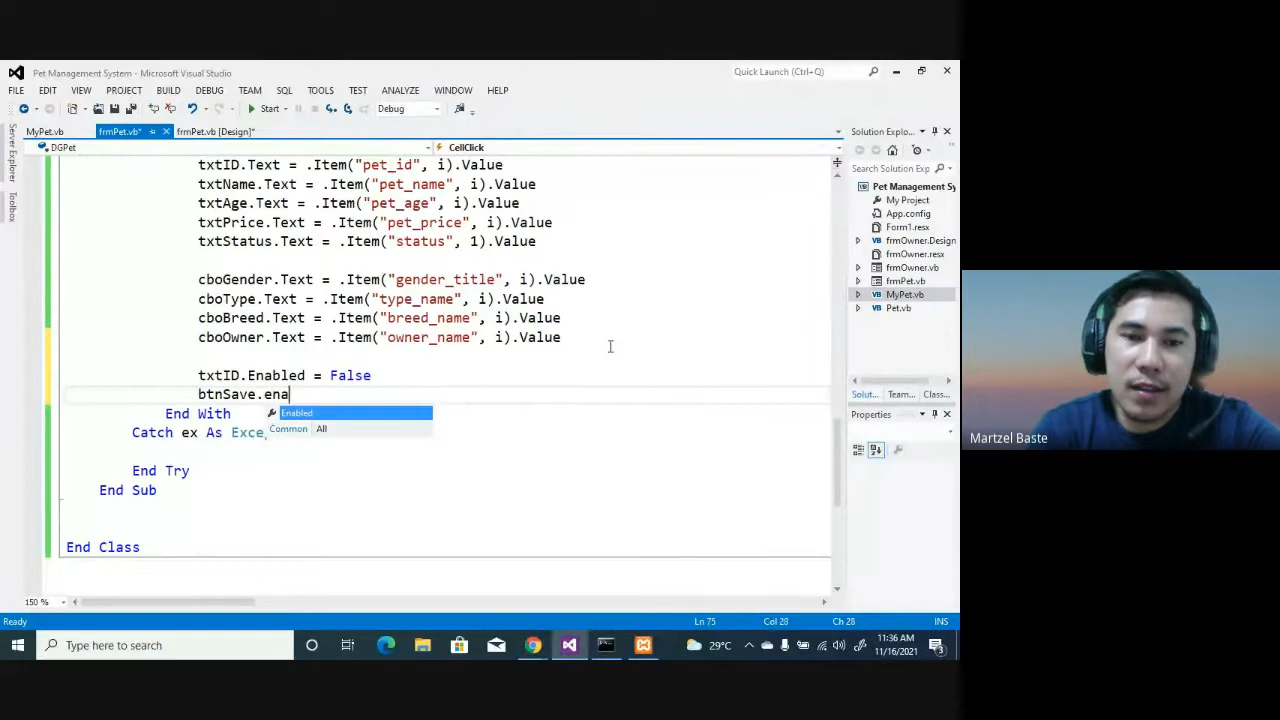 Pet Management System - Microsoft Visual Studio
Quick Launch (Ctrl+Q)
FILE EDIT VIEW PROJECT BUILD DEBUG TEAM SQL TOOLS TEST ANALYZE WINDOW HELP
Start Debug
MyPet.vb frmPet.vb* frmPet.vb [Design]*
Solution Explo...
DGPet CellClick
Server Explorer
Toolbox
txtID.Text = .Item("pet_id", i).Value
txtName.Text = .Item("pet_name", i).Value
txtAge.Text = .Item("pet_age", i).Value
txtPrice.Text = .Item("pet_price", i).Value
txtStatus.Text = .Item("status", 1).Value
cboGender.Text = .Item("gender_title", i).Value
cboType.Text = .Item("type_name", i).Value
cboBreed.Text = .Item("breed_name", i).Value
cboOwner.Text = .Item("owner_name", i).Value
txtID.Enabled = False
btnSave.ena
End With
Enabled
Common All
Catch ex As Exce
End Try
End Sub
End Class
150 %
Search Solution Exp
Pet Management Sy
My Project
App.config
Form1.resx
frmOwner.Design
frmOwner.resx
frmOwner.vb
frmPet.vb
MyPet.vb
Pet.vb
Solut... Team... Class...
Properties
Martzel Baste
Ready Ln 75 Col 28 Ch 28 INS
Type here to search
29°C
11:36 AM
11/16/2021
3